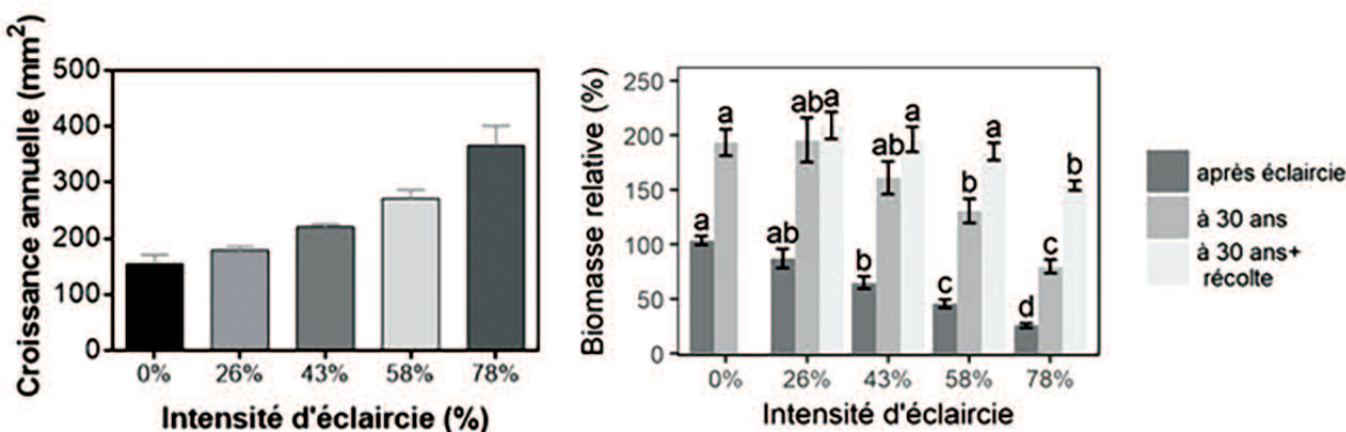 Croissance annuelle (mm²)
500
400
300
200
100
0
0% 26% 43% 58% 78%
Intensité d'éclaircie (%)
Biomasse relative (%)
250
200
150
100
50
0
a a
ab ab a
b ab a
c b a
d c b
0% 26% 43% 58% 78%
Intensité d'éclaircie
après éclaircie
à 30 ans
à 30 ans+
récolte